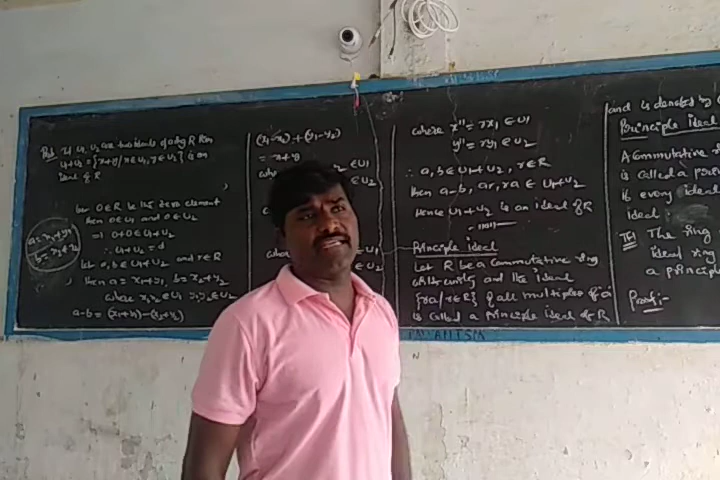 If U1, U2 are two ideals of a ring R then
U1+U2 = {x+y/x∈U1, y∈U2} is an
ideal of R
let O∈R be the zero element
then O∈U1 and O∈U2
⇒ O+O∈U1+U2
∴ U1+U2 ≠ d
let a, b∈U1+U2 and r∈R
then a = x1+y1, b = x2+y2
where x1,x2∈U1 y1,y2∈U2
a-b = (x1+y1)-(x2+y2)
a = x1+y1
b = x2+y2
(x1-x2)+(y1-y2)
= x+y
∈U1
∈U2
∈U1
∈U2
where x" = rx1∈U1
y" = ry1∈U2
∴ a, b∈U1+U2, r∈R
then a-b, ar, ra ∈ U1+U2
Hence U1+U2 is an ideal of R
Principle ideal
Let R be a Commutative ring
with unity and the ideal
{ra/r∈R} of all multiples of 'a'
is called a principle ideal of R
and is denoted by
Principle Ideal
A Commutative
is called a
if every ideal
ideal.
The ring
ideal ring
a principle
Proof:-